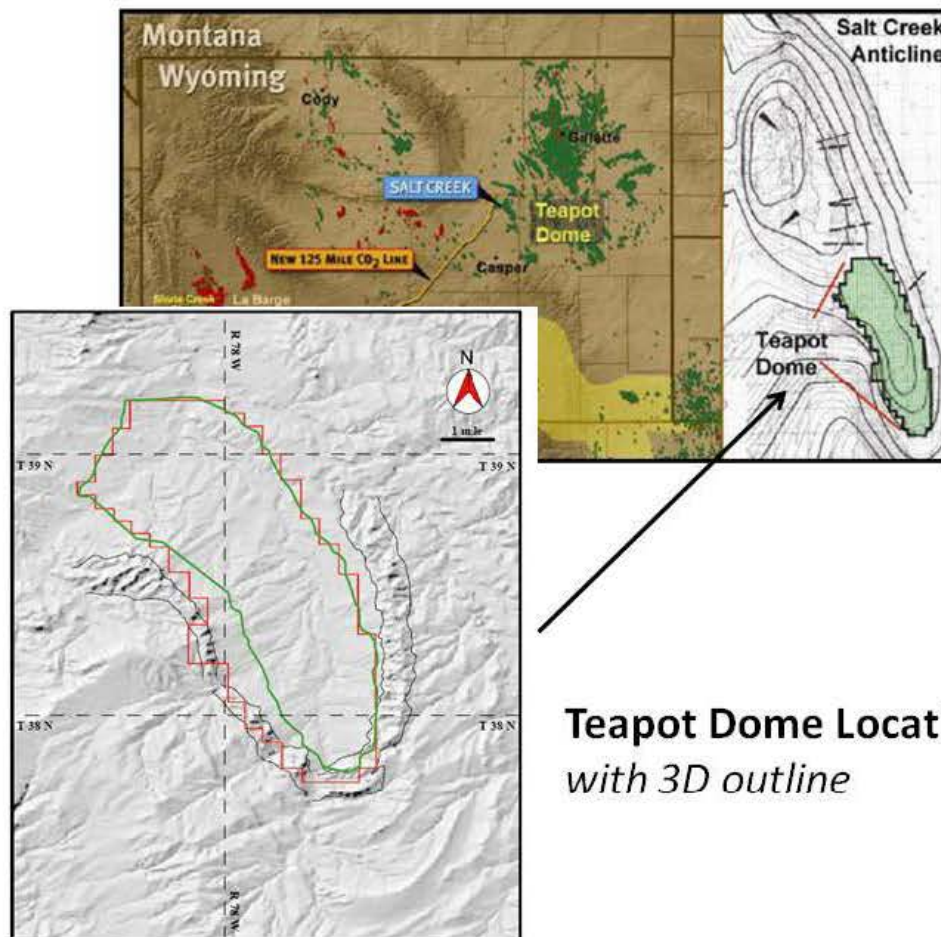 Montana
Wyoming
Cody
Gillette
SALT CREEK
Teapot
Dome
NEW 125 MILE CO₂ LINE
Casper
La Barge
Salt Creek
Anticline
Teapot
Dome
R 78 W
N
1 mile
T 39 N
T 39 N
T 38 N
T 38 N
R 78 W
Teapot Dome Locat
with 3D outline